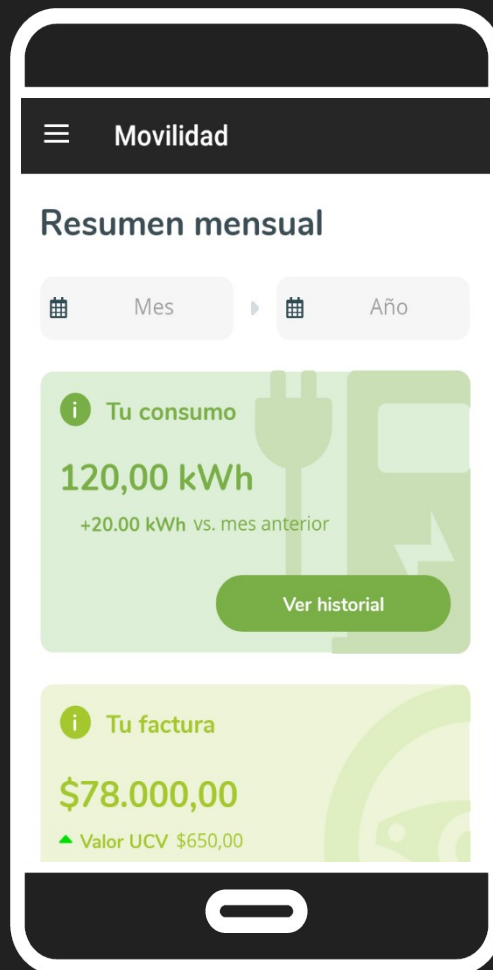 Movilidad
Resumen mensual
Mes Año
i Tu consumo
120,00 kWh
+20.00 kWh vs. mes anterior
Ver historial
i Tu factura
$78.000,00
Valor UCV $650,00